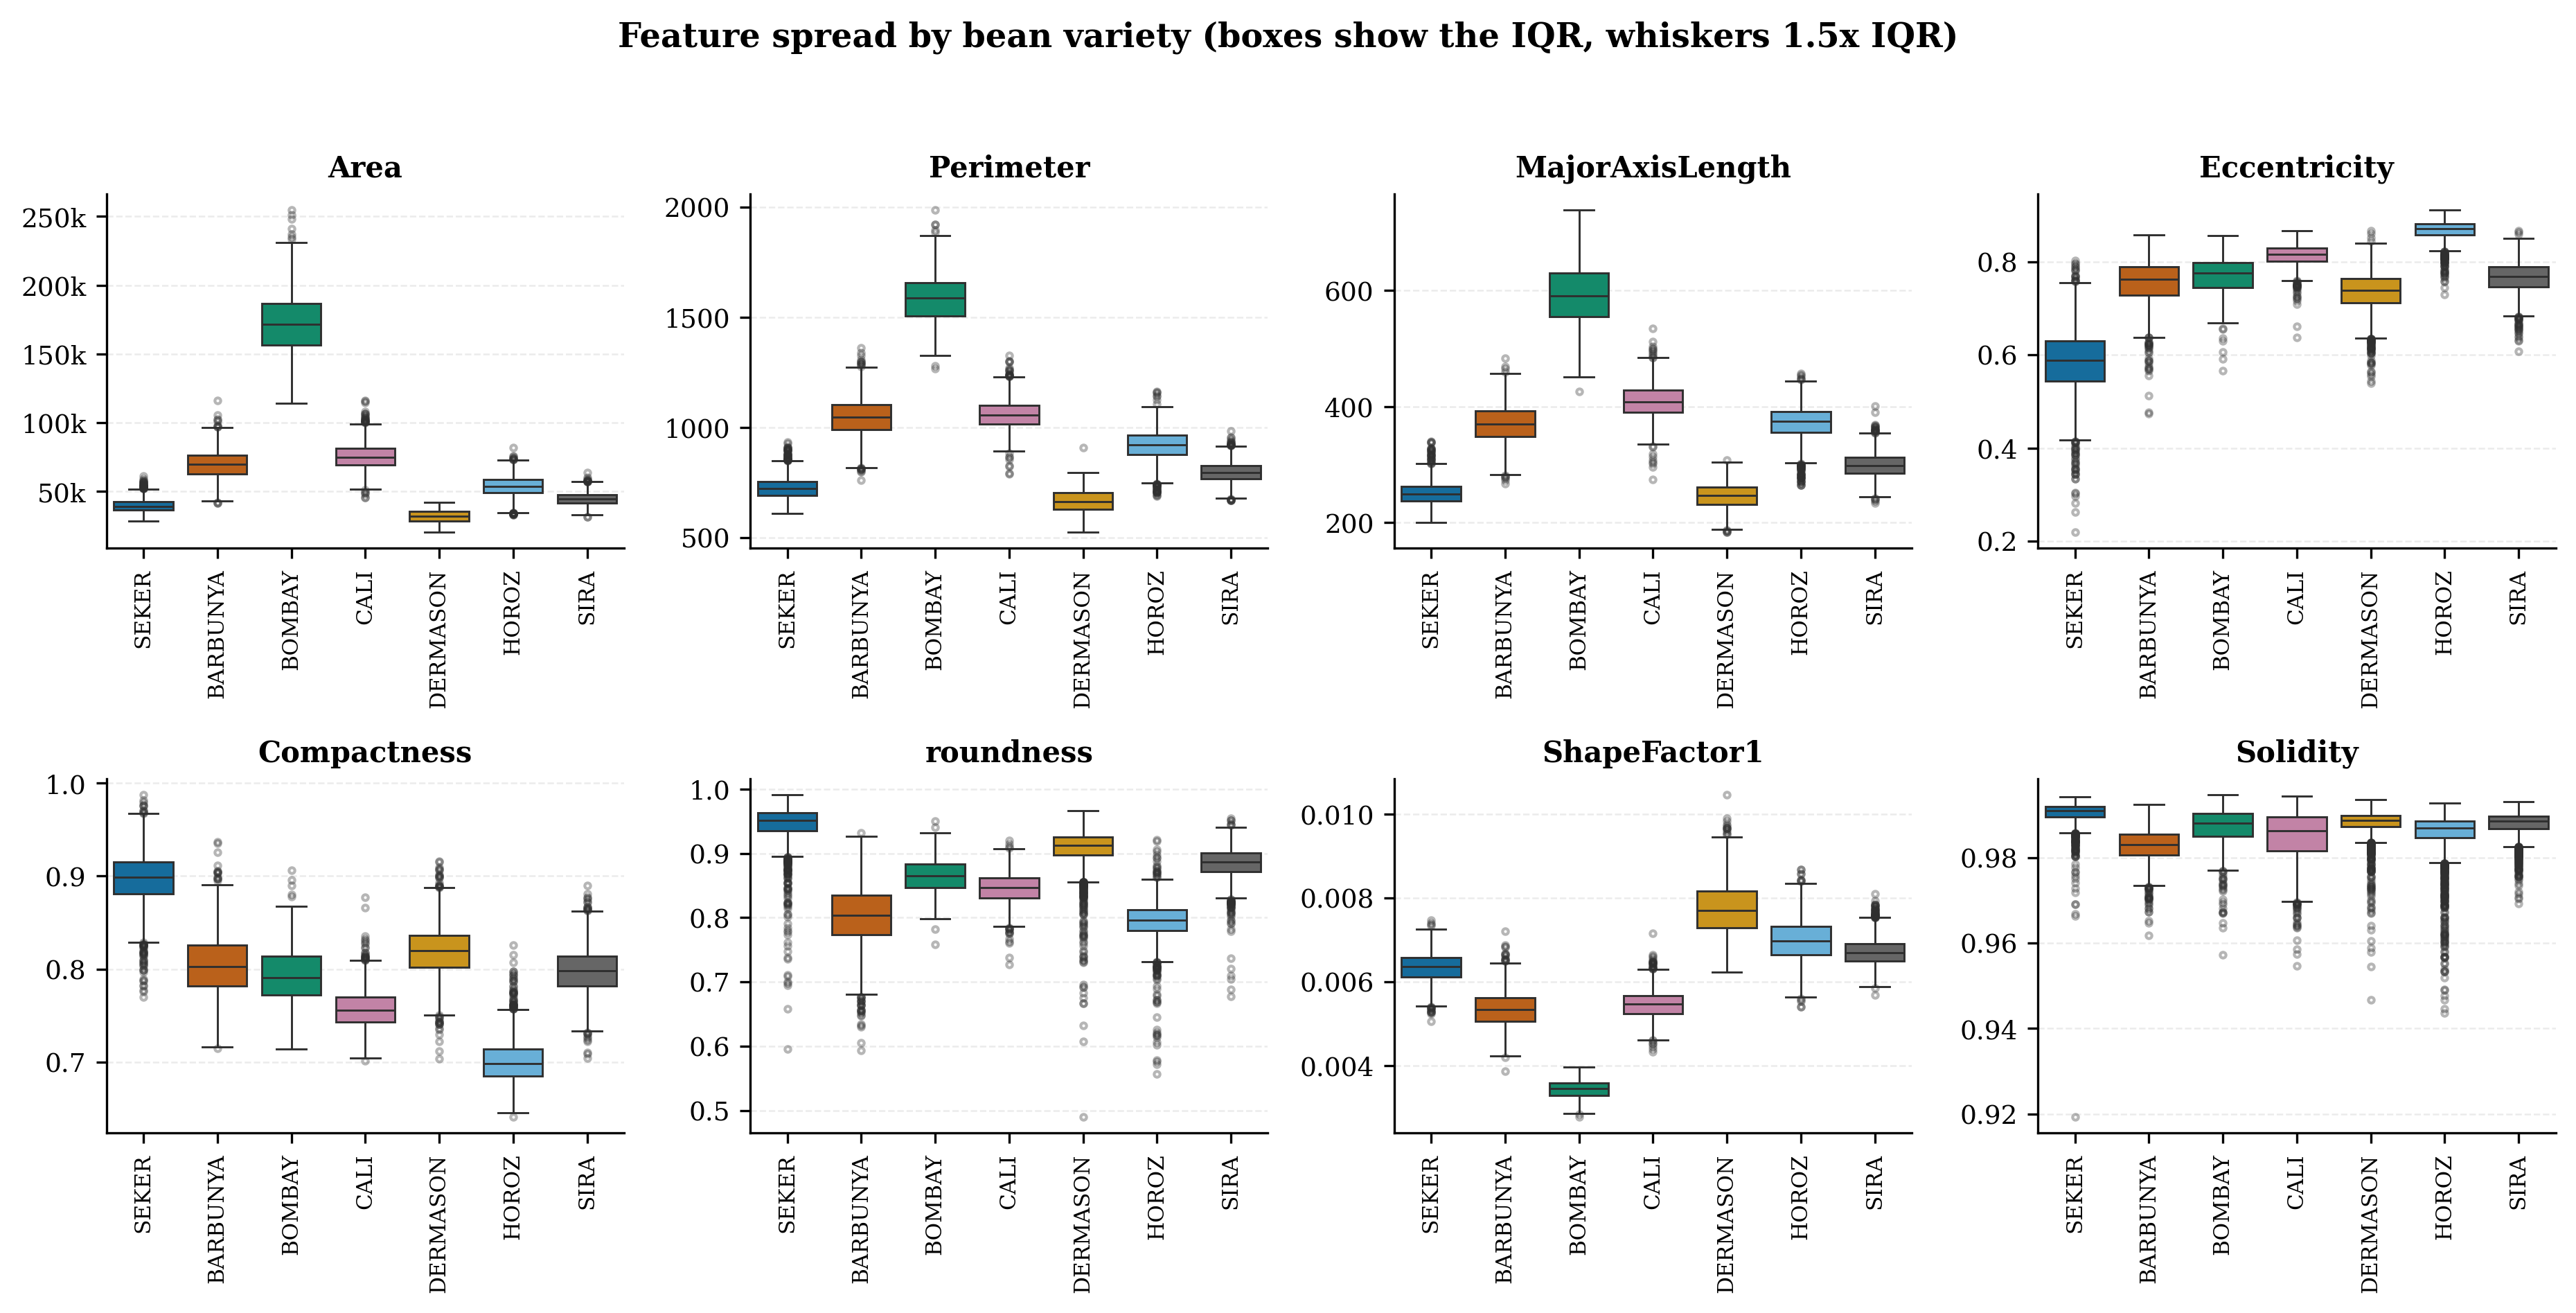 Feature spread by bean variety (boxes show the IQR, whiskers 1.5x IQR)
Area
250k
200k
150k
100k
50k
SEKER
BARBUNYA
BOMBAY
CALI
DERMASON
HOROZ
SIRA
Perimeter
2000
1500
1000
500
SEKER
BARBUNYA
BOMBAY
CALI
DERMASON
HOROZ
SIRA
MajorAxisLength
600
400
200
SEKER
BARBUNYA
BOMBAY
CALI
DERMASON
HOROZ
SIRA
Eccentricity
0.8
0.6
0.4
0.2
SEKER
BARBUNYA
BOMBAY
CALI
DERMASON
HOROZ
SIRA
Compactness
1.0
0.9
0.8
0.7
SEKER
BARBUNYA
BOMBAY
CALI
DERMASON
HOROZ
SIRA
roundness
1.0
0.9
0.8
0.7
0.6
0.5
SEKER
BARBUNYA
BOMBAY
CALI
DERMASON
HOROZ
SIRA
ShapeFactor1
0.010
0.008
0.006
0.004
SEKER
BARBUNYA
BOMBAY
CALI
DERMASON
HOROZ
SIRA
Solidity
0.98
0.96
0.94
0.92
SEKER
BARBUNYA
BOMBAY
CALI
DERMASON
HOROZ
SIRA